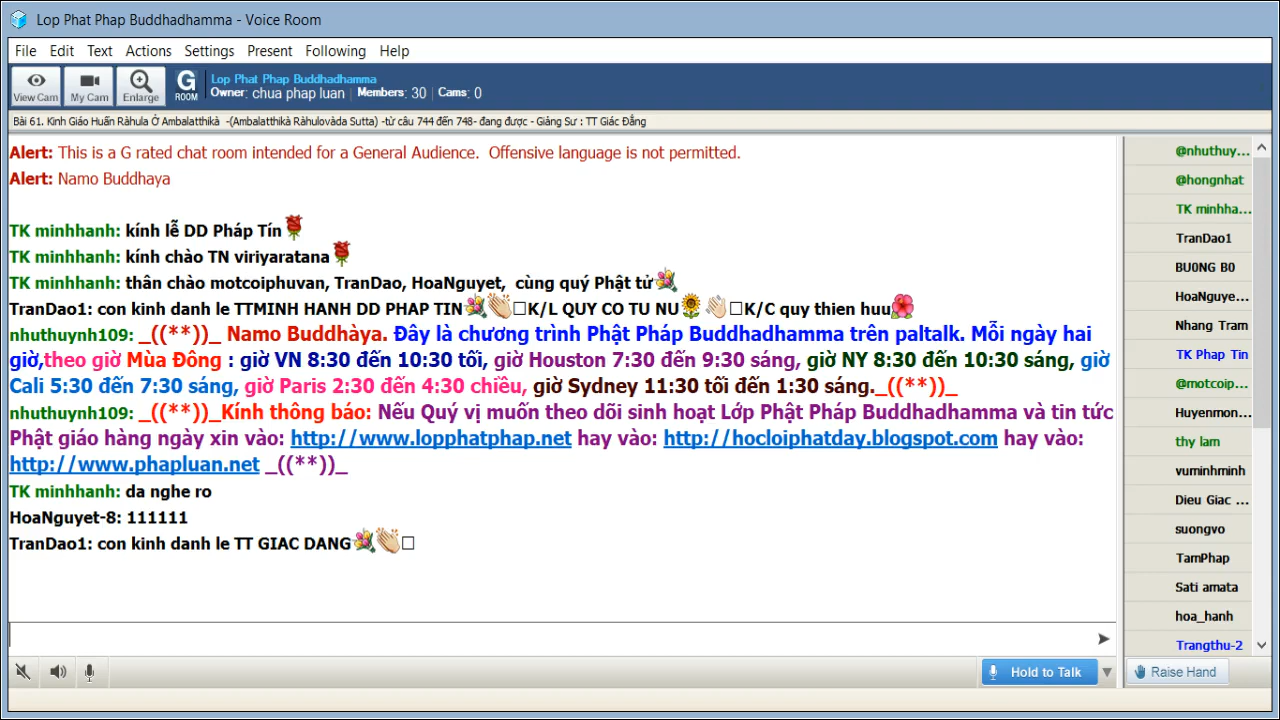 Lop Phat Phap Buddhadhamma - Voice Room
File Edit Text Actions Settings Present Following Help
View Cam My Cam Enlarge G ROOM
Lop Phat Phap Buddhadhamma
Owner: chua phap luan | Members: 30 | Cams: 0
Bài 61. Kinh Giáo Huấn Ràhula Ở Ambalatthikà -(Ambalatthikà Ràhulovàda Sutta) -từ câu 744 đến 748- đang được - Giảng Sư : TT Giác Đẳng
Alert: This is a G rated chat room intended for a General Audience. Offensive language is not permitted.
Alert: Namo Buddhaya
TK minhhanh: kính lễ DD Pháp Tín
TK minhhanh: kính chào TN viriyaratana
TK minhhanh: thân chào motcoiphuvan, TranDao, HoaNguyet, cùng quý Phật tử
TranDao1: con kinh danh le TTMINH HANH DD PHAP TIN K/L QUY CO TU NU K/C quy thien huu
nhuthuynh109: _((**))_ Namo Buddhàya. Đây là chương trình Phật Pháp Buddhadhamma trên paltalk. Mỗi ngày hai
giờ,theo giờ Mùa Đông : giờ VN 8:30 đến 10:30 tối, giờ Houston 7:30 đến 9:30 sáng, giờ NY 8:30 đến 10:30 sáng, giờ
Cali 5:30 đến 7:30 sáng, giờ Paris 2:30 đến 4:30 chiều, giờ Sydney 11:30 tối đến 1:30 sáng._((**))_
nhuthuynh109: _((**))_Kính thông báo: Nếu Quý vị muốn theo dõi sinh hoạt Lớp Phật Pháp Buddhadhamma và tin tức
Phật giáo hàng ngày xin vào: http://www.lopphatphap.net hay vào: http://hocloiphatday.blogspot.com hay vào:
http://www.phapluan.net _((**))_
TK minhhanh: da nghe ro
HoaNguyet-8: 111111
TranDao1: con kinh danh le TT GIAC DANG
@nhuthuy...
@hongnhat
TK minhha...
TranDao1
BU0NG B0
HoaNguye...
Nhang Tram
TK Phap Tin
@motcoip...
Huyenmon...
thy lam
vuminhminh
Dieu Giac ...
suongvo
TamPhap
Sati amata
hoa_hanh
Trangthu-2
Hold to Talk
Raise Hand